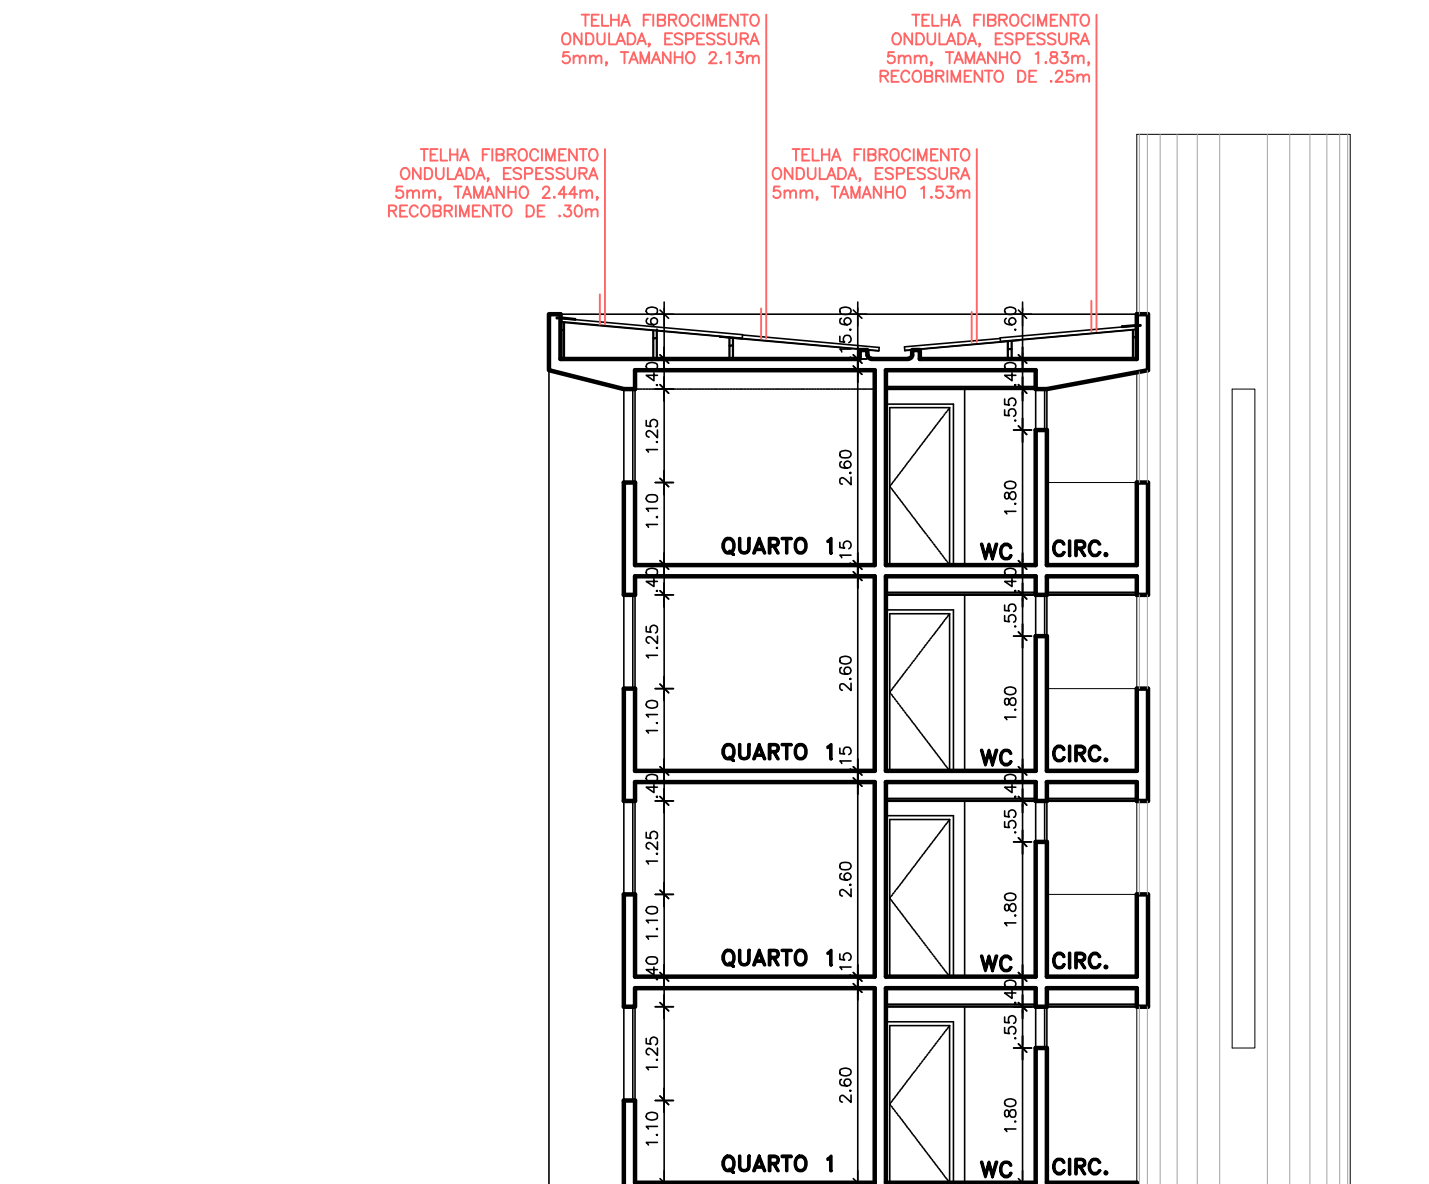 TELHA FIBROCIMENTO
ONDULADA, ESPESSURA
5mm, TAMANHO 2.13m
TELHA FIBROCIMENTO
ONDULADA, ESPESSURA
5mm, TAMANHO 1.83m,
RECOBRIMENTO DE .25m
TELHA FIBROCIMENTO
ONDULADA, ESPESSURA
5mm, TAMANHO 2.44m,
RECOBRIMENTO DE .30m
TELHA FIBROCIMENTO
ONDULADA, ESPESSURA
5mm, TAMANHO 1.53m
.60
.15
.60
.60
.40
.40
1.25
2.60
.55
1.10
1.80
QUARTO 1
.15
WC
CIRC.
.40
.40
1.25
2.60
.55
1.10
1.80
QUARTO 1
.15
WC
CIRC.
.40
.40
1.25
2.60
.55
1.10
1.80
QUARTO 1
.15
WC
CIRC.
.40
.40
1.25
2.60
.55
1.10
1.80
QUARTO 1
WC
CIRC.